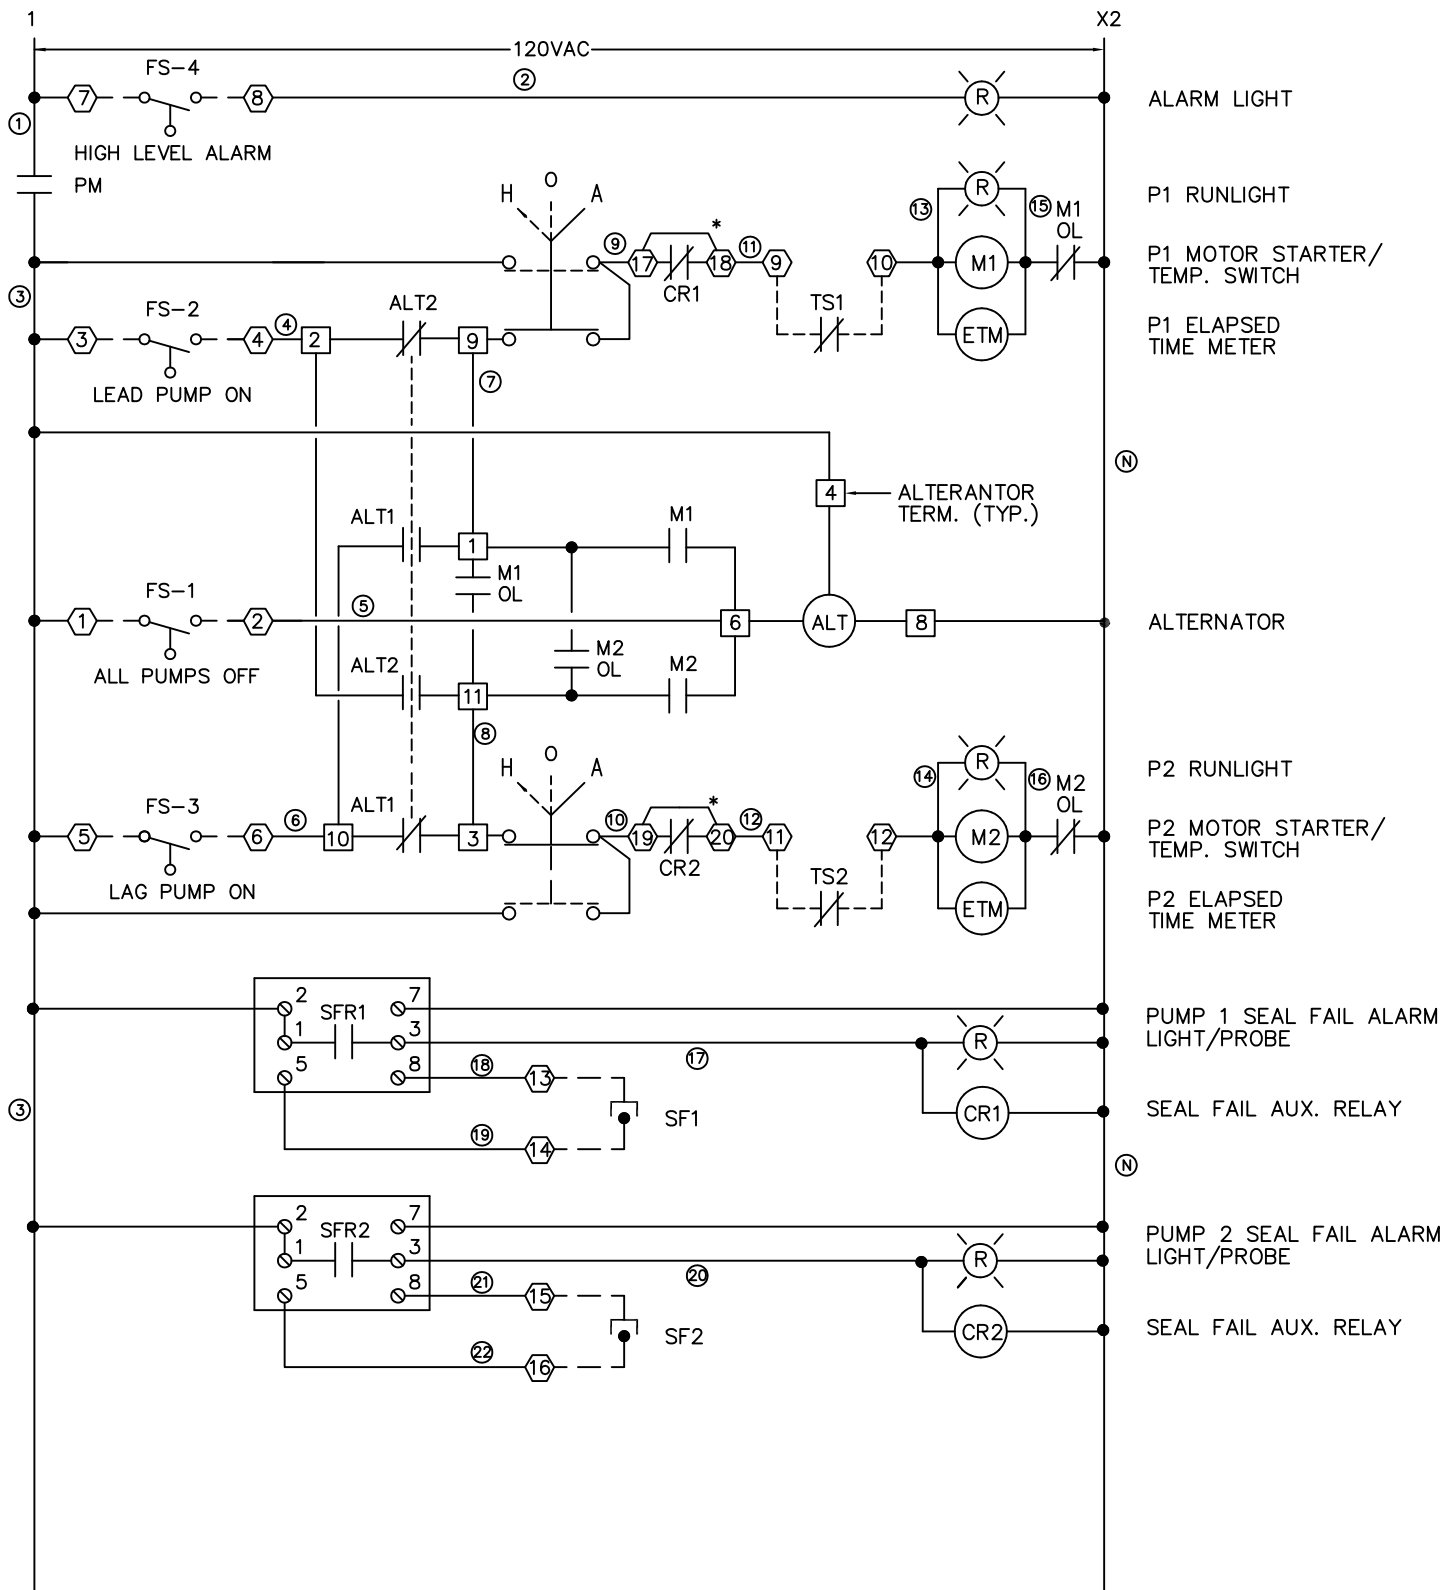 1
X2
120VAC
FS-4
2
7
8
R
ALARM LIGHT
1
HIGH LEVEL ALARM
PM
H
O
A
R
P1 RUNLIGHT
13
15
M1
OL
*
9
11
17
18
9
10
M1
P1 MOTOR STARTER/
TEMP. SWITCH
CR1
3
FS-2
ALT2
TS1
4
3
4
2
9
ETM
P1 ELAPSED
TIME METER
7
LEAD PUMP ON
N
4
ALTERANTOR
TERM. (TYP.)
ALT1
M1
1
M1
OL
FS-1
5
1
2
6
ALT
8
ALTERNATOR
ALL PUMPS OFF
ALT2
M2
OL
M2
11
8
H
O
A
R
P2 RUNLIGHT
14
16
M2
OL
FS-3
ALT1
*
6
10
12
5
6
10
3
19
20
11
12
M2
P2 MOTOR STARTER/
TEMP. SWITCH
CR2
TS2
LAG PUMP ON
ETM
P2 ELAPSED
TIME METER
2
7
SFR1
1
3
R
PUMP 1 SEAL FAIL ALARM
LIGHT/PROBE
17
5
8
18
13
3
SF1
CR1
SEAL FAIL AUX. RELAY
19
14
N
2
7
SFR2
1
3
R
PUMP 2 SEAL FAIL ALARM
LIGHT/PROBE
20
5
8
21
15
SF2
CR2
SEAL FAIL AUX. RELAY
22
16